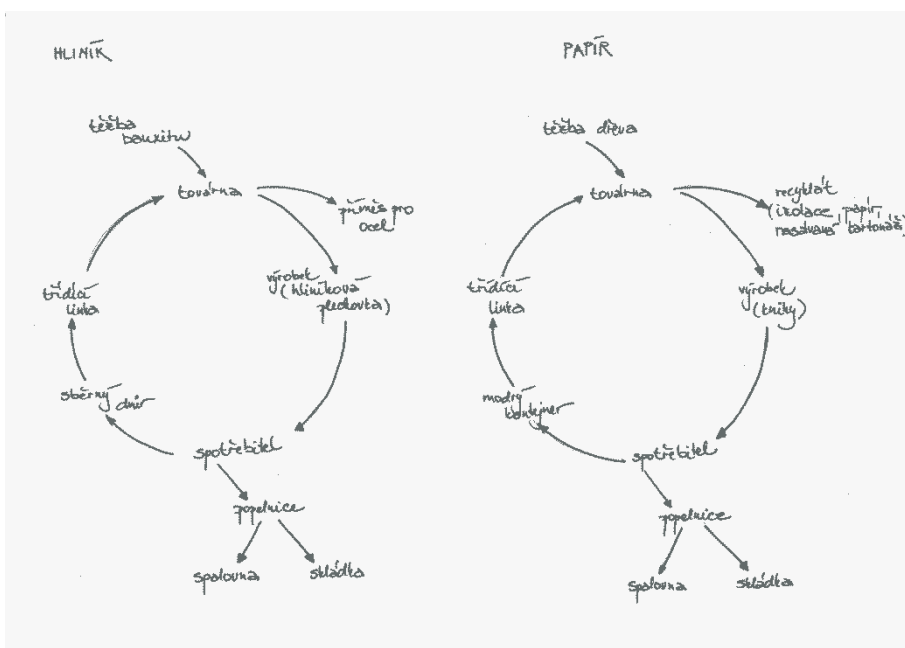 HLINÍK
těžba
bauxitu
továrna
příměs pro
ocel
výrobek
(hliníková
plechovka)
třídící
linka
sběrný dvůr
spotřebitel
popelnice
spalovna
skládka
PAPÍR
těžba dřeva
továrna
recyklát
(izolace, papír,
kartonáž)
výrobek
(knihy)
třídící
linka
modrý
kontejner
spotřebitel
popelnice
spalovna
skládka